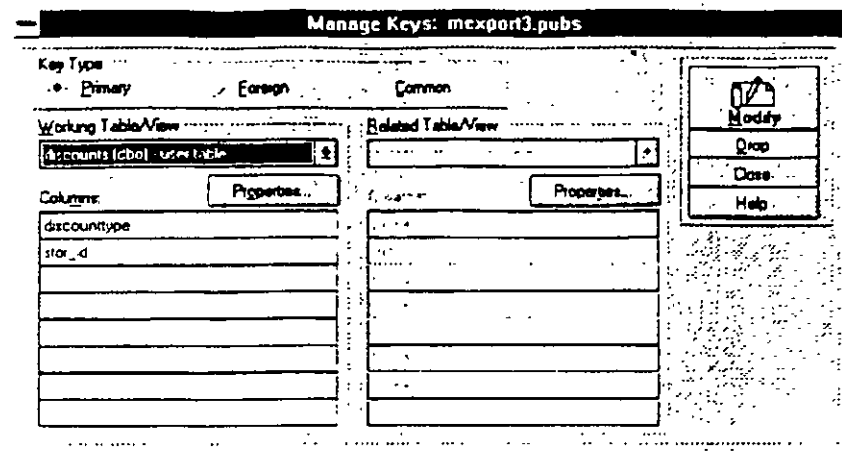 Manage Keys: mcxport3.pubs
Key Type
Primary Foreign Common
Working Table/View Related Table/View
discounts (dbo) - user table
Columns: Properties... Properties...
discounttype
stor_id
Modify
Drop
Close
Help